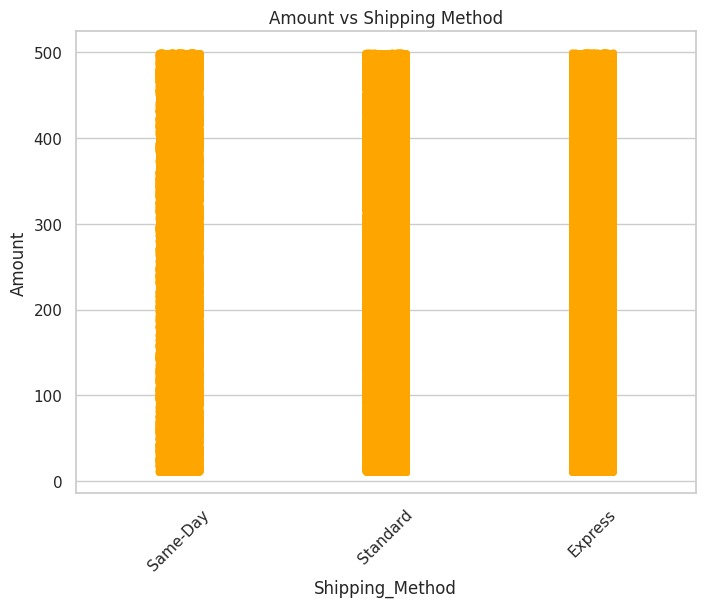 Amount vs Shipping Method
500
400
300
200
100
0
Amount
Same-Day
Standard
Express
Shipping_Method